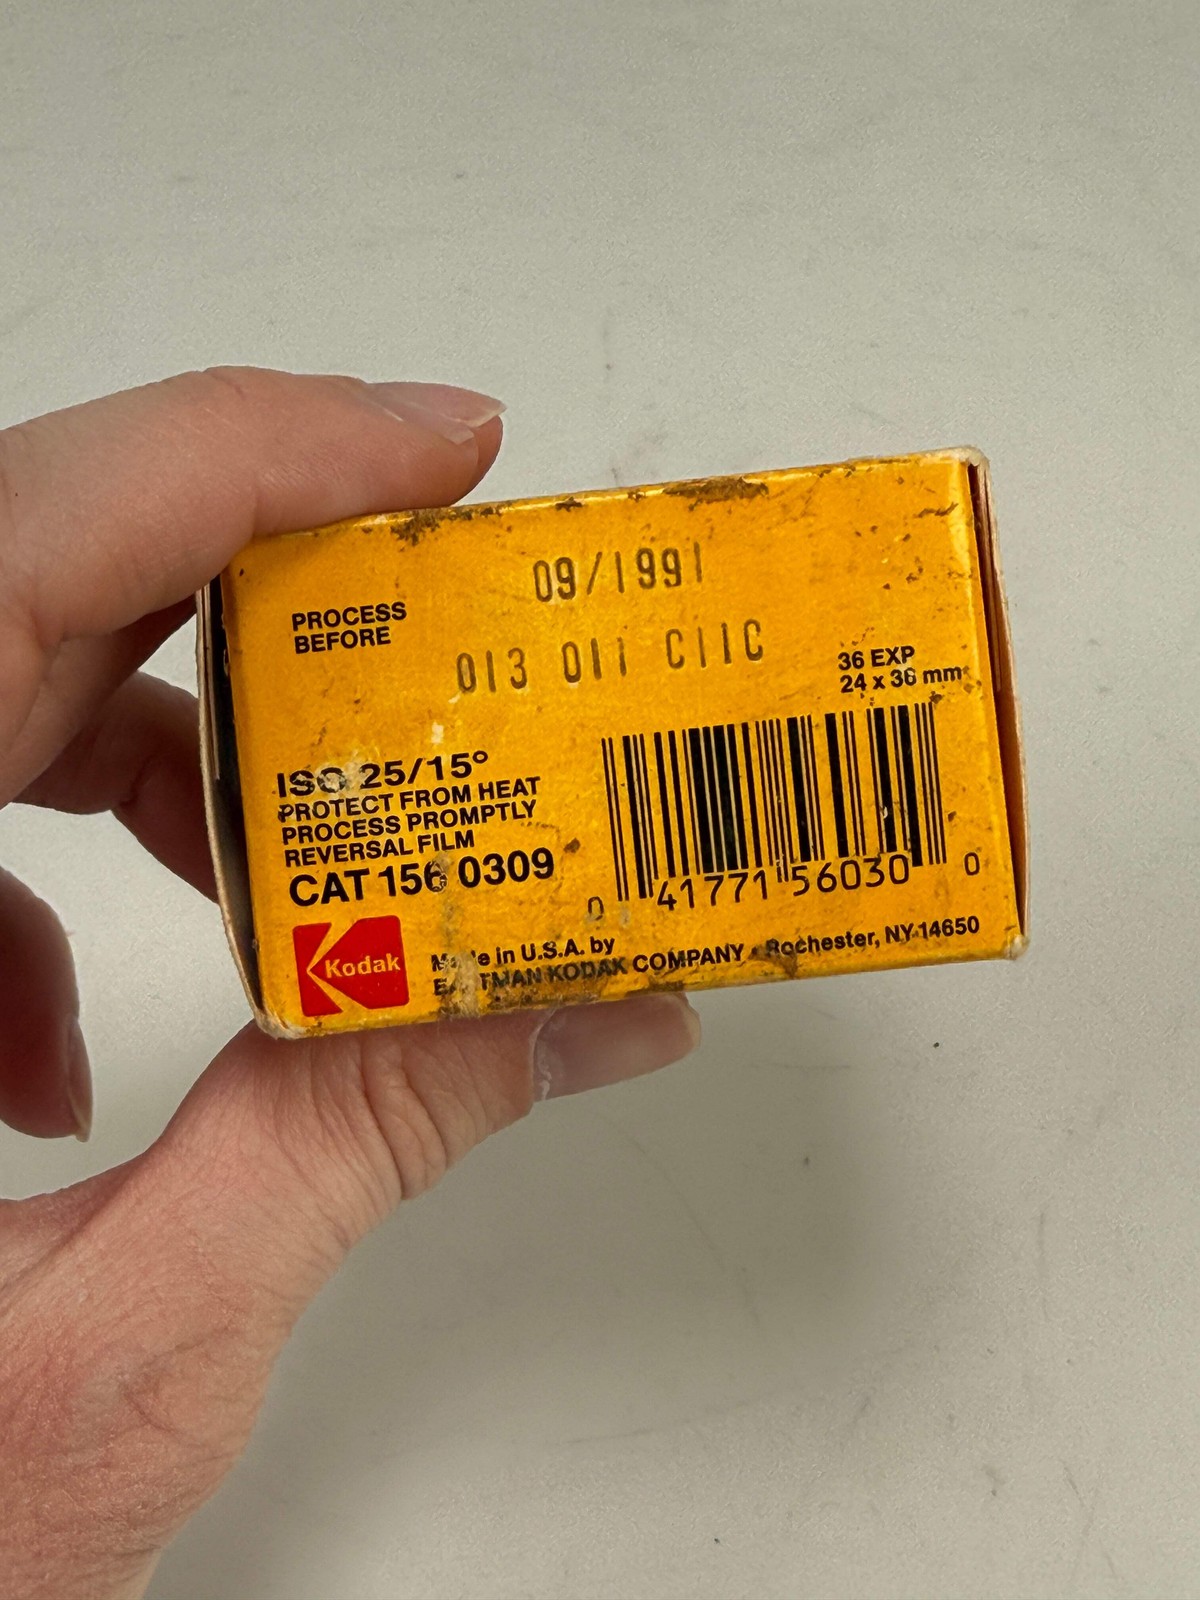 09/1991
PROCESS
BEFORE
013 011 C11C
36 EXP
24 x 36 mm
ISO 25/15°
PROTECT FROM HEAT
PROCESS PROMPTLY
REVERSAL FILM
CAT 156 0309
0 41771 56030 0
Kodak
Made in U.S.A. by
EASTMAN KODAK COMPANY • Rochester, NY 14650